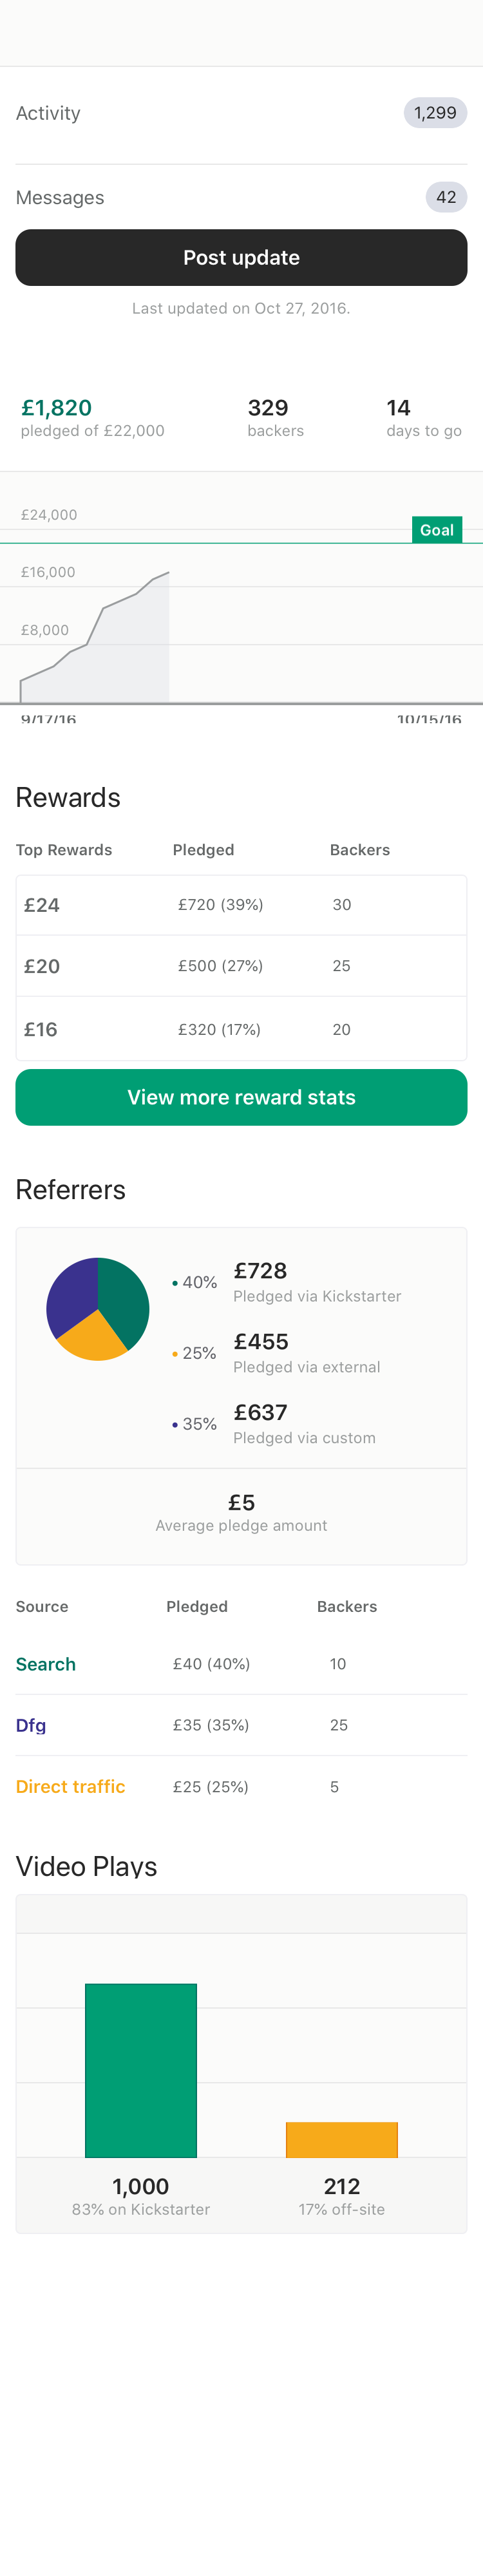 Activity 1,299
Messages 42
Post update
Last updated on Oct 27, 2016.
£1,820 329 14
pledged of £22,000 backers days to go
£24,000
Goal
£16,000
£8,000
9/17/16 10/15/16
Rewards
Top Rewards Pledged Backers
£24 £720 (39%) 30
£20 £500 (27%) 25
£16 £320 (17%) 20
View more reward stats
Referrers
• 40% £728
Pledged via Kickstarter
• 25% £455
Pledged via external
• 35% £637
Pledged via custom
£5
Average pledge amount
Source Pledged Backers
Search £40 (40%) 10
Dfg £35 (35%) 25
Direct traffic £25 (25%) 5
Video Plays
1,000 212
83% on Kickstarter 17% off-site